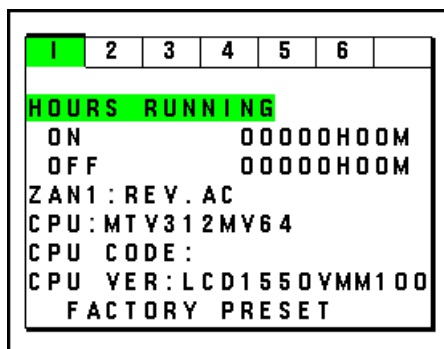 1 2 3 4 5 6
HOURS RUNNING
ON 00000H00M
OFF 00000H00M
ZAN1:REV.AC
CPU:MTV312MV64
CPU CODE:
CPU VER:LCD1550VMM100
FACTORY PRESET